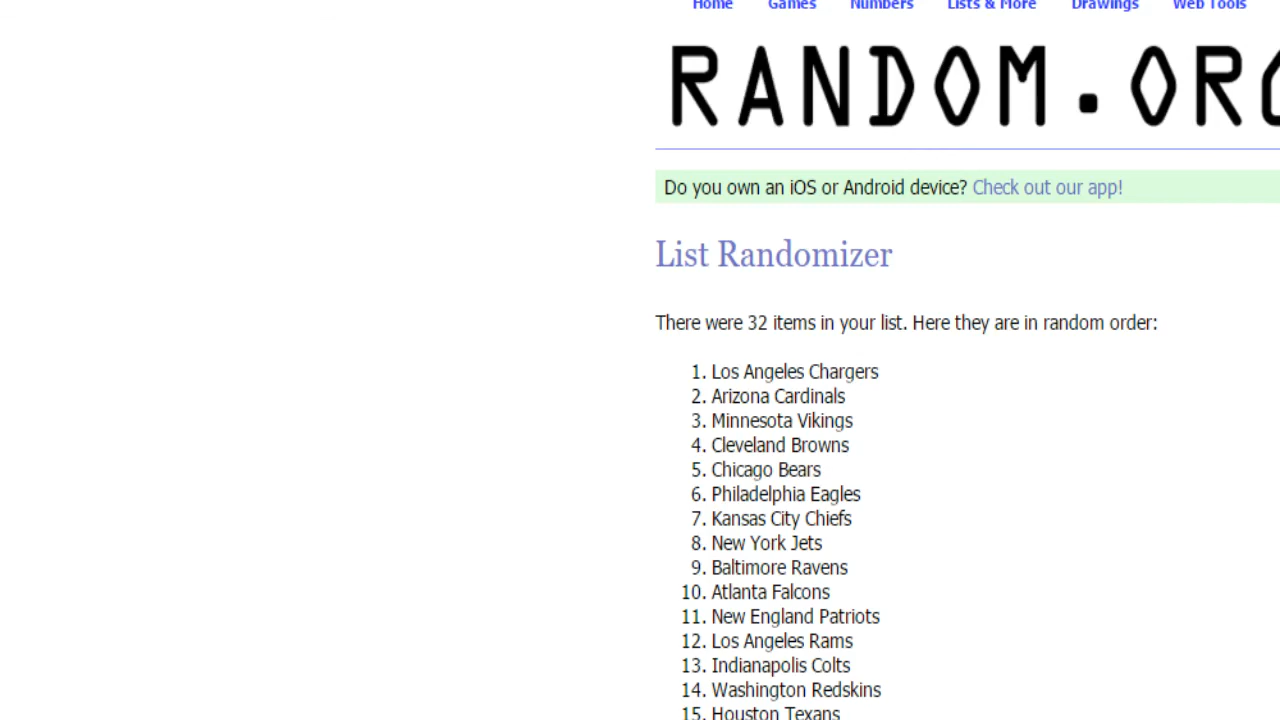 Home Games Numbers Lists & More Drawings Web Tools
RANDOM.ORG
Do you own an iOS or Android device? Check out our app!
List Randomizer
There were 32 items in your list. Here they are in random order:
1. Los Angeles Chargers
2. Arizona Cardinals
3. Minnesota Vikings
4. Cleveland Browns
5. Chicago Bears
6. Philadelphia Eagles
7. Kansas City Chiefs
8. New York Jets
9. Baltimore Ravens
10. Atlanta Falcons
11. New England Patriots
12. Los Angeles Rams
13. Indianapolis Colts
14. Washington Redskins
15. Houston Texans